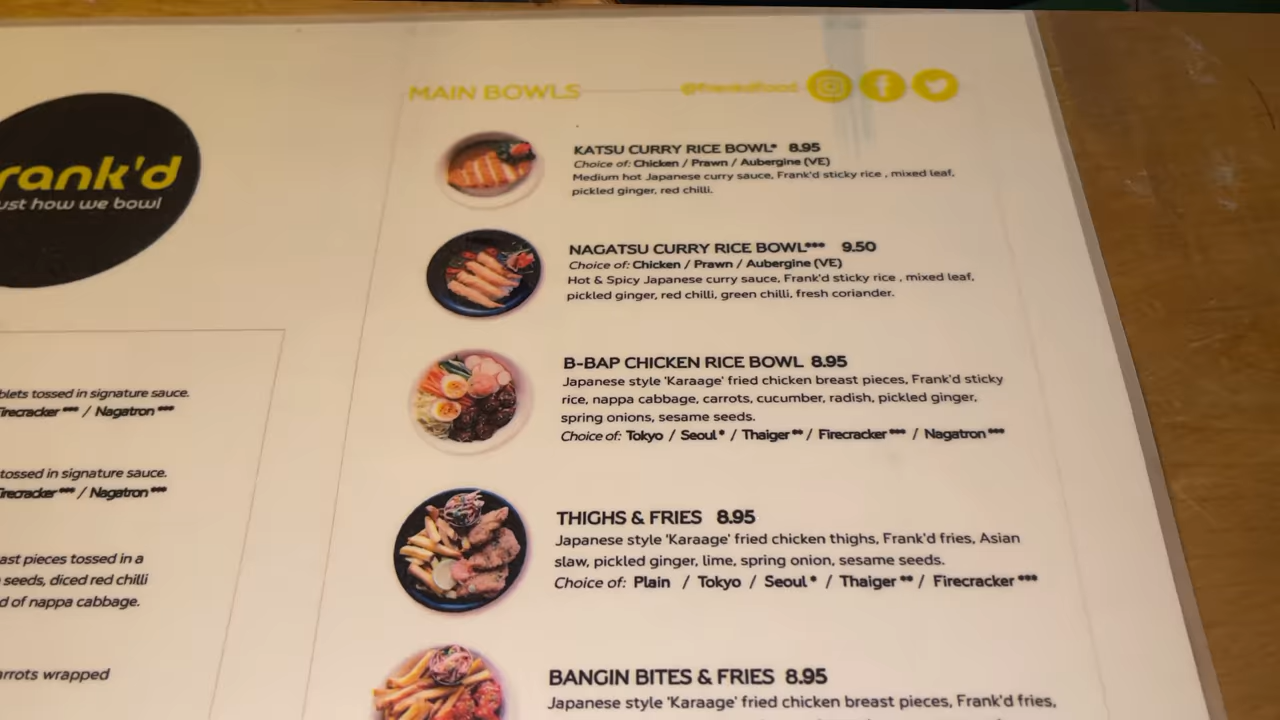 rank'd
ust how we bowl
blets tossed in signature sauce.
irecracker *** / Nagatron ***
tossed in signature sauce.
irecracker *** / Nagatron ***
ast pieces tossed in a
seeds, diced red chilli
d of nappa cabbage.
arrots wrapped
MAIN BOWLS
@frankdfood
KATSU CURRY RICE BOWL* 8.95
Choice of: Chicken / Prawn / Aubergine (VE)
Medium hot Japanese curry sauce, Frank'd sticky rice , mixed leaf,
pickled ginger, red chilli.
NAGATSU CURRY RICE BOWL*** 9.50
Choice of: Chicken / Prawn / Aubergine (VE)
Hot & Spicy Japanese curry sauce, Frank'd sticky rice , mixed leaf,
pickled ginger, red chilli, green chilli, fresh coriander.
B-BAP CHICKEN RICE BOWL 8.95
Japanese style 'Karaage' fried chicken breast pieces, Frank'd sticky
rice, nappa cabbage, carrots, cucumber, radish, pickled ginger,
spring onions, sesame seeds.
Choice of: Tokyo / Seoul * / Thaiger ** / Firecracker *** / Nagatron ***
THIGHS & FRIES 8.95
Japanese style 'Karaage' fried chicken thighs, Frank'd fries, Asian
slaw, pickled ginger, lime, spring onion, sesame seeds.
Choice of: Plain / Tokyo / Seoul * / Thaiger ** / Firecracker ***
BANGIN BITES & FRIES 8.95
Japanese style 'Karaage' fried chicken breast pieces, Frank'd fries,